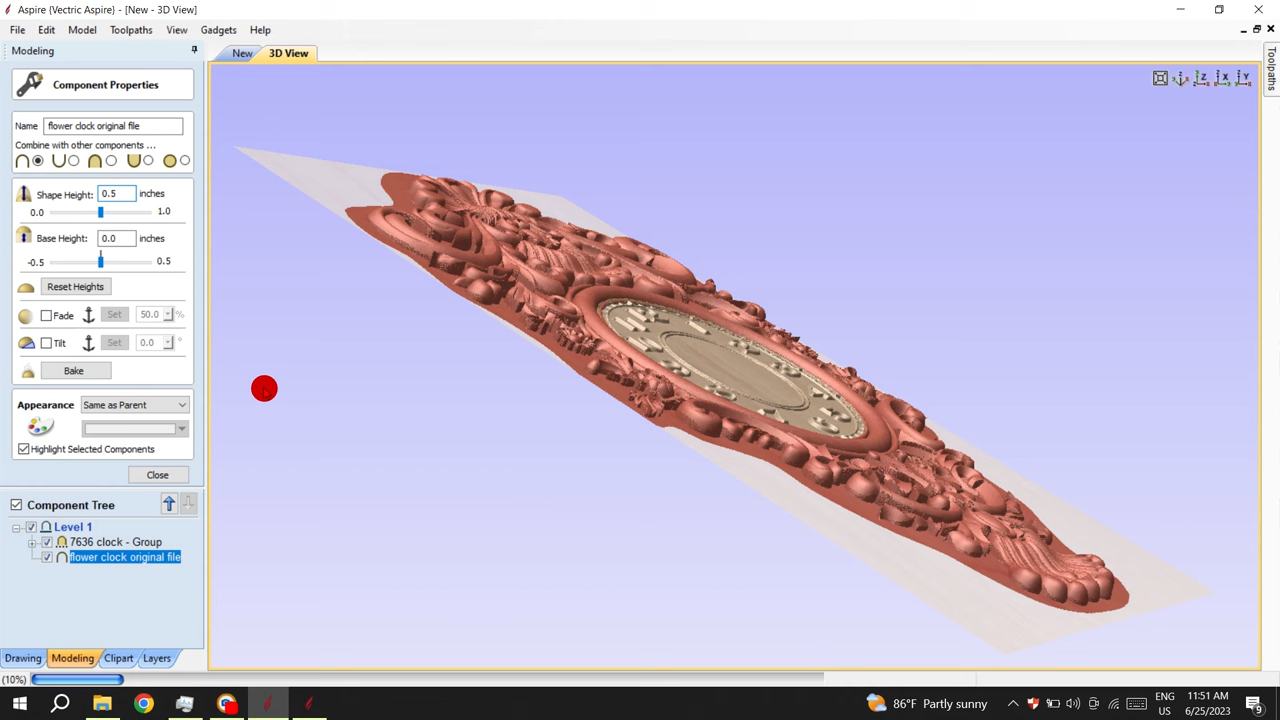 Aspire {Vectric Aspire} - [New - 3D View]
File Edit Model Toolpaths View Gadgets Help
Modeling
New 3D View
Toolpaths
Component Properties
Name flower clock original file
Combine with other components ...
Shape Height: 0.5 inches
0.0 1.0
Base Height: 0.0 inches
-0.5 0.5
Reset Heights
Fade Set 50.0 %
Tilt Set 0.0 °
Bake
Appearance Same as Parent
Highlight Selected Components
Close
Component Tree
Level 1
7636 clock - Group
flower clock original file
Drawing Modeling Clipart Layers
(10%)
Z X Y
86°F Partly sunny
ENG
US
11:51 AM
6/25/2023
9